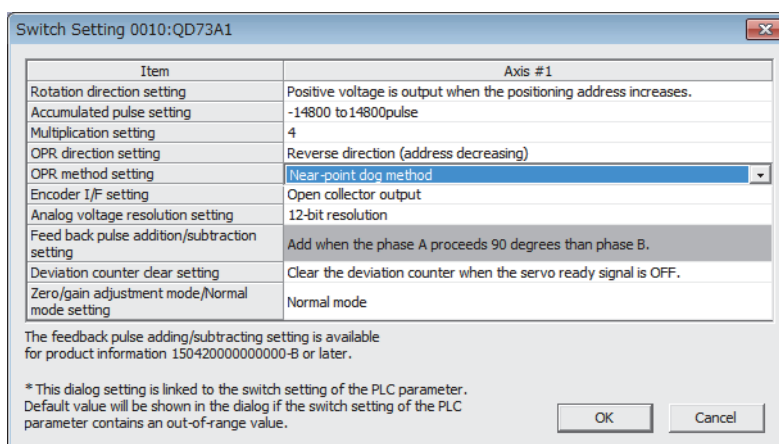 Switch Setting 0010:QD73A1
Item Axis #1
Rotation direction setting Positive voltage is output when the positioning address increases.
Accumulated pulse setting -14800 to14800pulse
Multiplication setting 4
OPR direction setting Reverse direction (address decreasing)
OPR method setting Near-point dog method
Encoder I/F setting Open collector output
Analog voltage resolution setting 12-bit resolution
Feed back pulse addition/subtraction
setting Add when the phase A proceeds 90 degrees than phase B.
Deviation counter clear setting Clear the deviation counter when the servo ready signal is OFF.
Zero/gain adjustment mode/Normal
mode setting Normal mode
The feedback pulse adding/subtracting setting is available
for product information 150420000000000-B or later.
* This dialog setting is linked to the switch setting of the PLC parameter.
Default value will be shown in the dialog if the switch setting of the PLC
parameter contains an out-of-range value.
OK Cancel